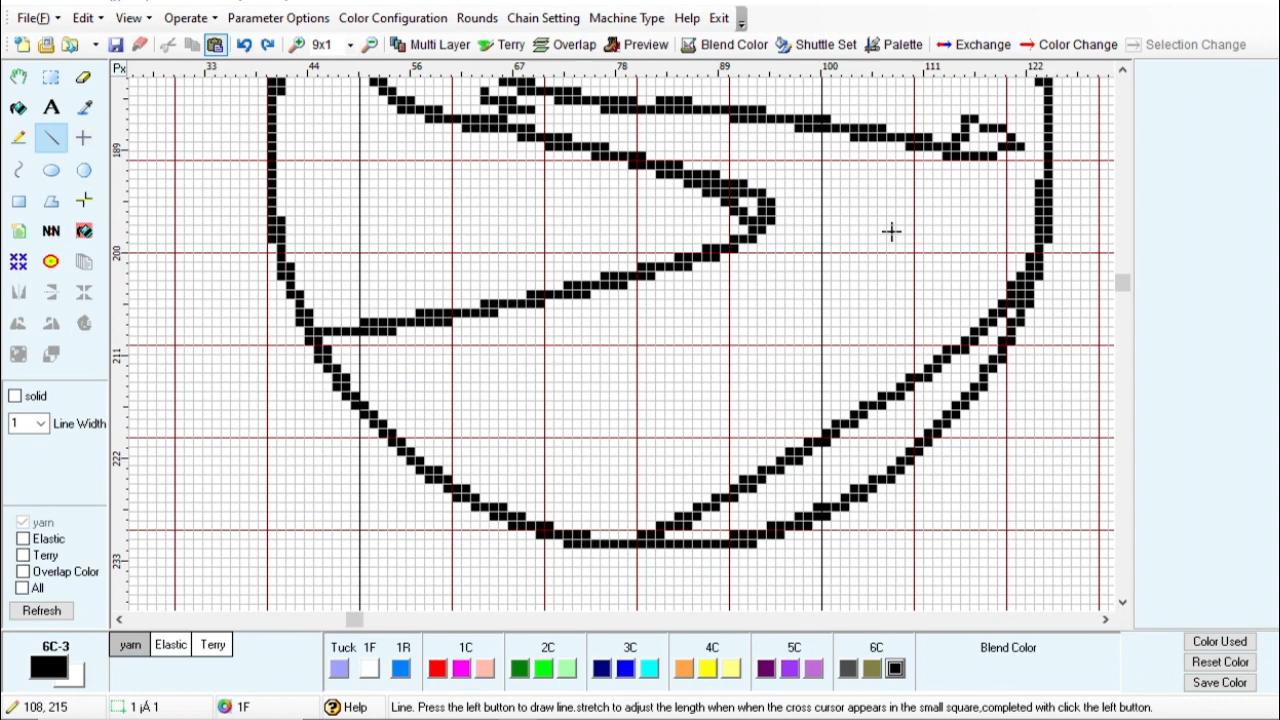 File(F) Edit View Operate Parameter Options Color Configuration Rounds Chain Setting Machine Type Help Exit
9x1 Multi Layer Terry Overlap Preview Blend Color Shuttle Set Palette Exchange Color Change Selection Change
Px 33 44 56 67 78 89 100 111 122
189
200
211
222
233
A
N\N
solid
1 Line Width
yarn
Elastic
Terry
Overlap Color
All
Refresh
6C-3 yarn Elastic Terry Tuck 1F 1R 1C 2C 3C 4C 5C 6C Blend Color Color Used
Reset Color
Save Color
108, 215 1 ¡Á 1 1F Help Line. Press the left button to draw line.stretch to adjust the length when when the cross cursor appears in the small square,completed with click the left button.